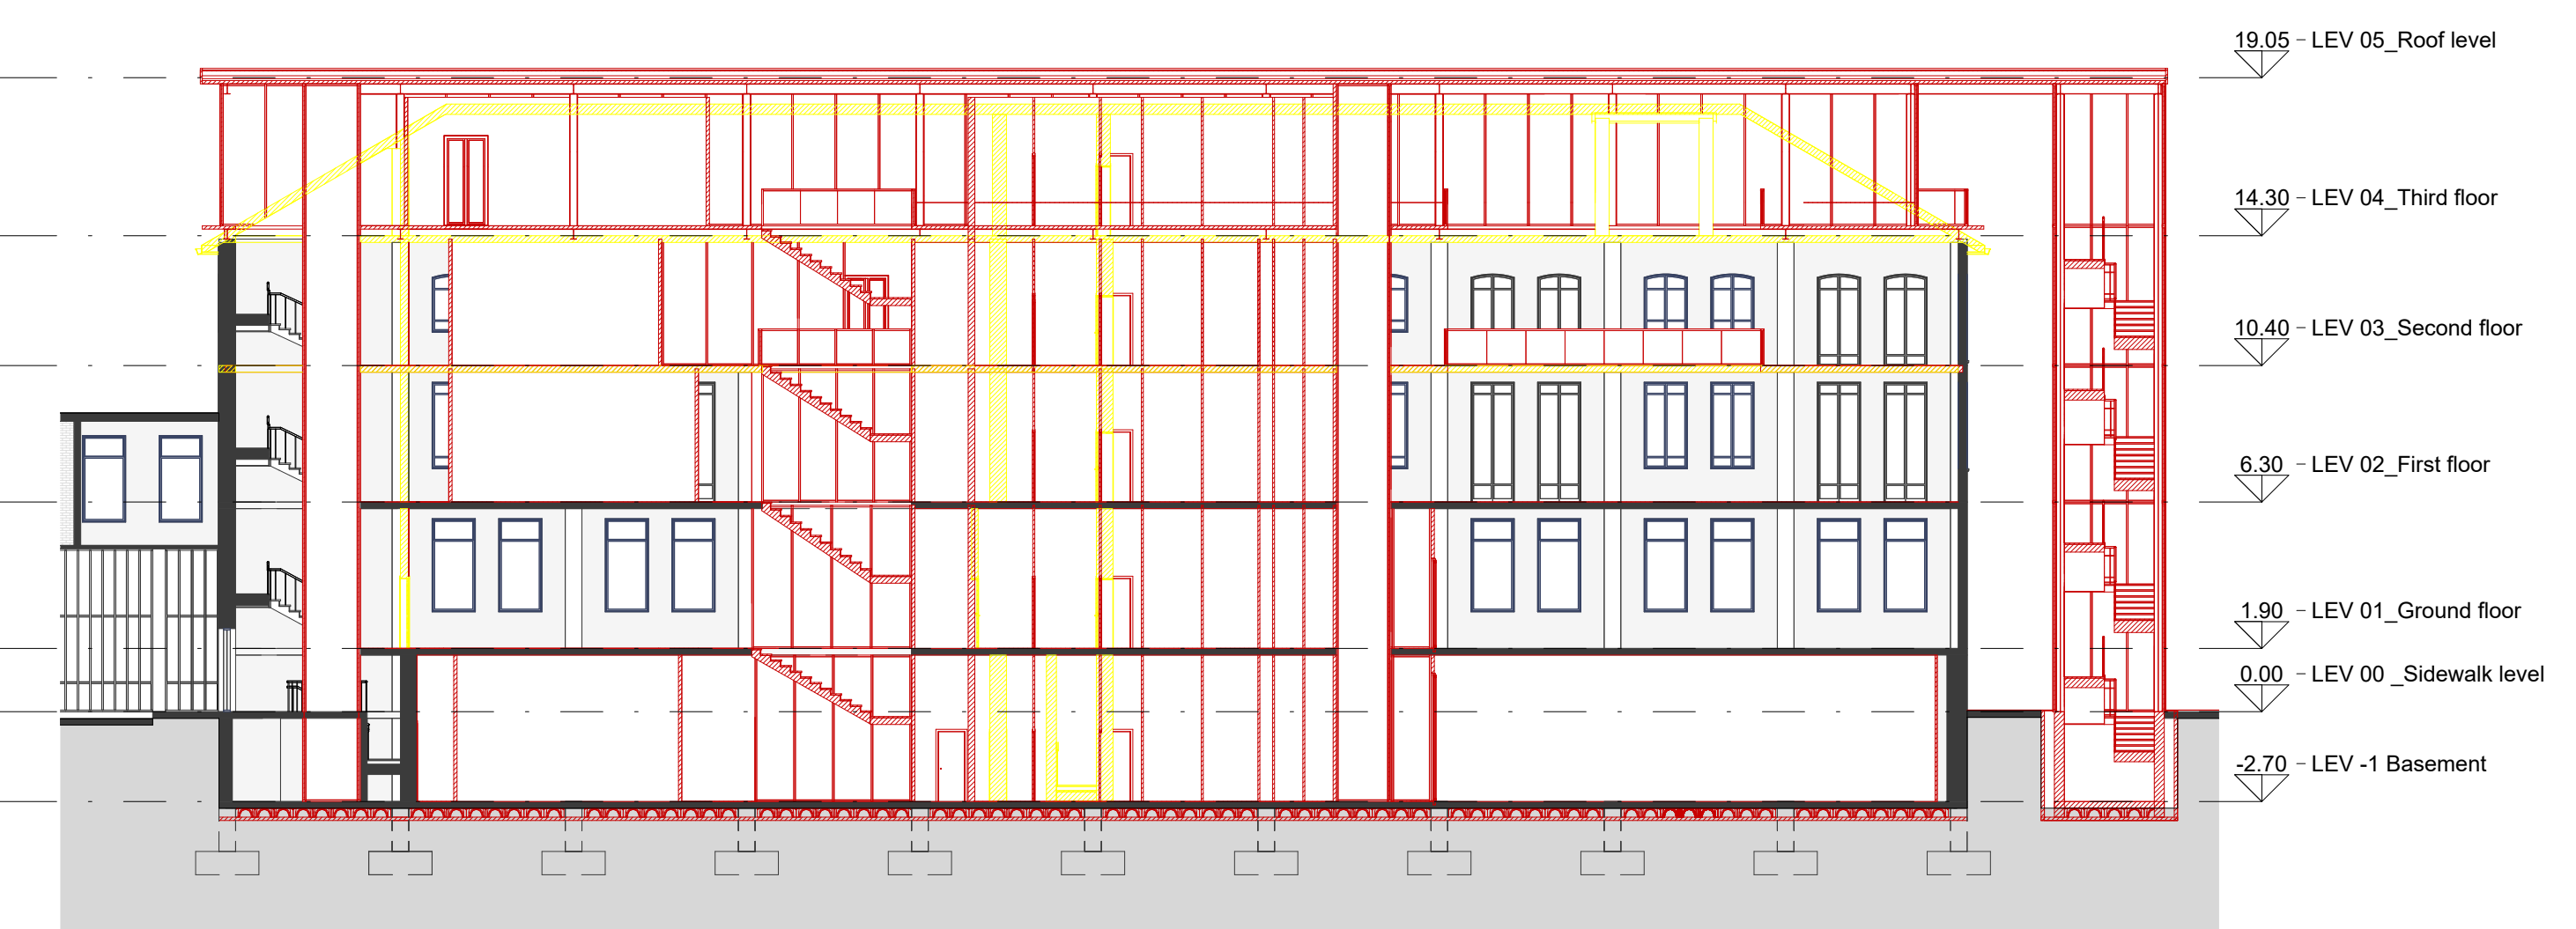 19.05 - LEV 05_Roof level
14.30 - LEV 04_Third floor
10.40 - LEV 03_Second floor
6.30 - LEV 02_First floor
1.90 - LEV 01_Ground floor
0.00 - LEV 00 _Sidewalk level
-2.70 - LEV -1 Basement